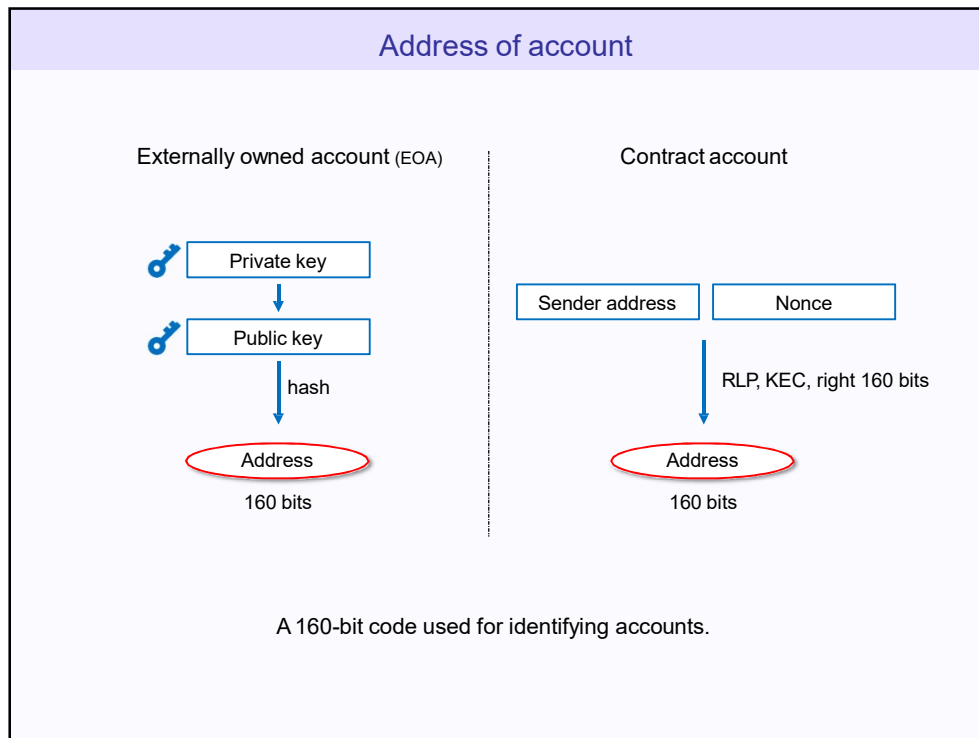 Address of account
Externally owned account (EOA)
Private key
Public key
hash
Address
160 bits
Contract account
Sender address
Nonce
RLP, KEC, right 160 bits
Address
160 bits
A 160-bit code used for identifying accounts.